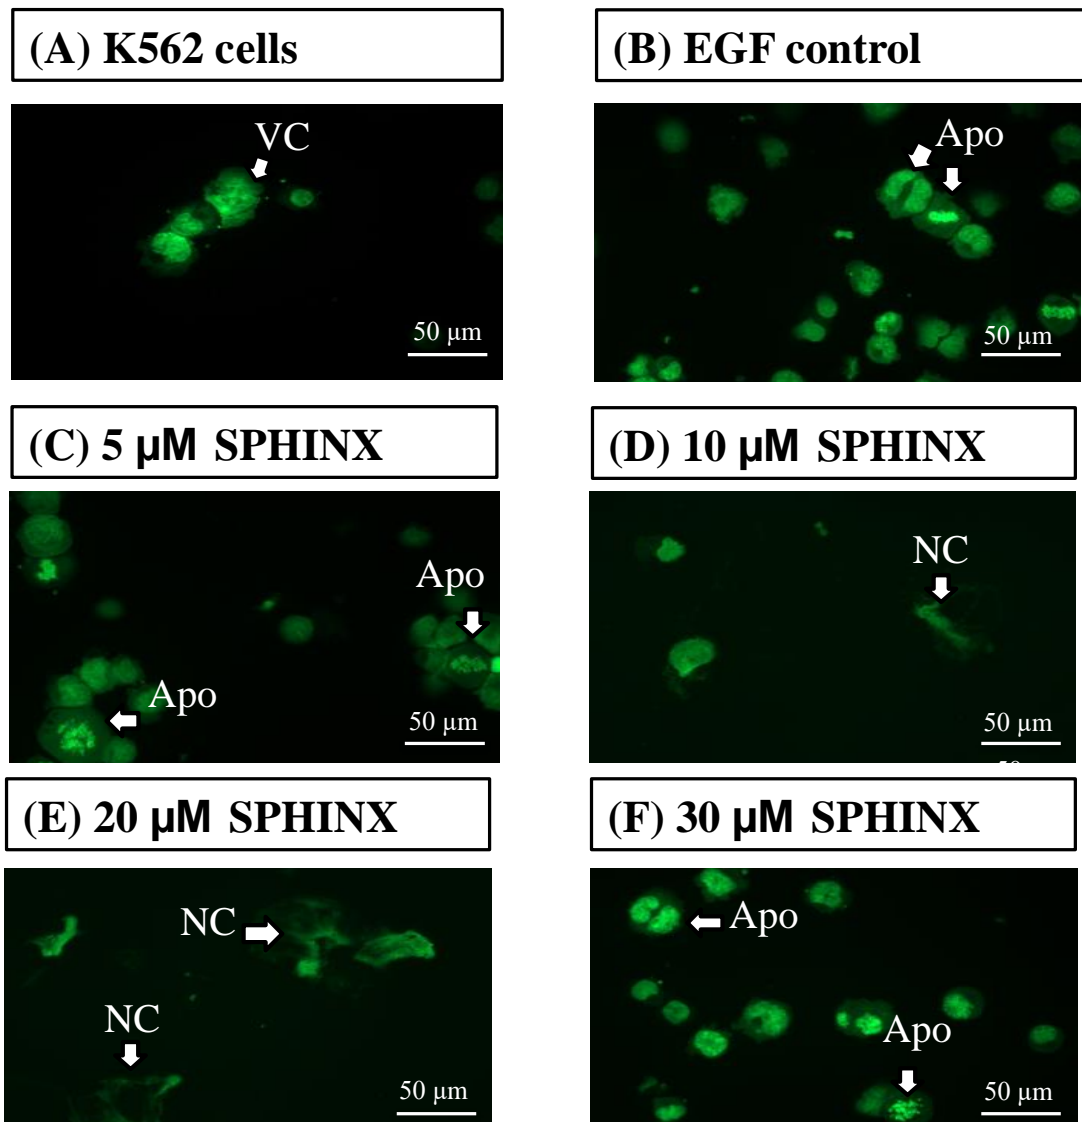 (A) K562 cells
(B) EGF control
VC
50 µm
Apo
50 µm
(C) 5 µM SPHINX
(D) 10 µM SPHINX
Apo
Apo
50 µm
NC
50 µm
(E) 20 µM SPHINX
(F) 30 µM SPHINX
NC
NC
50 µm
Apo
Apo
50 µm